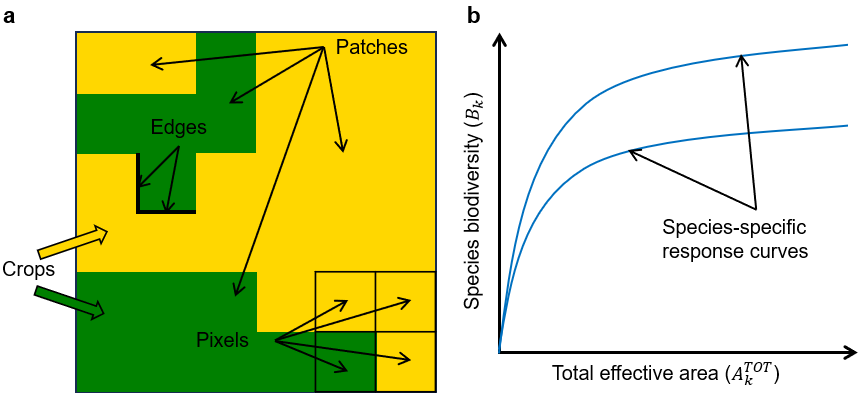 a
Patches
Edges
Crops
Pixels
b
Species biodiversity (B_k)
Species-specific
response curves
Total effective area (A_k^TOT)